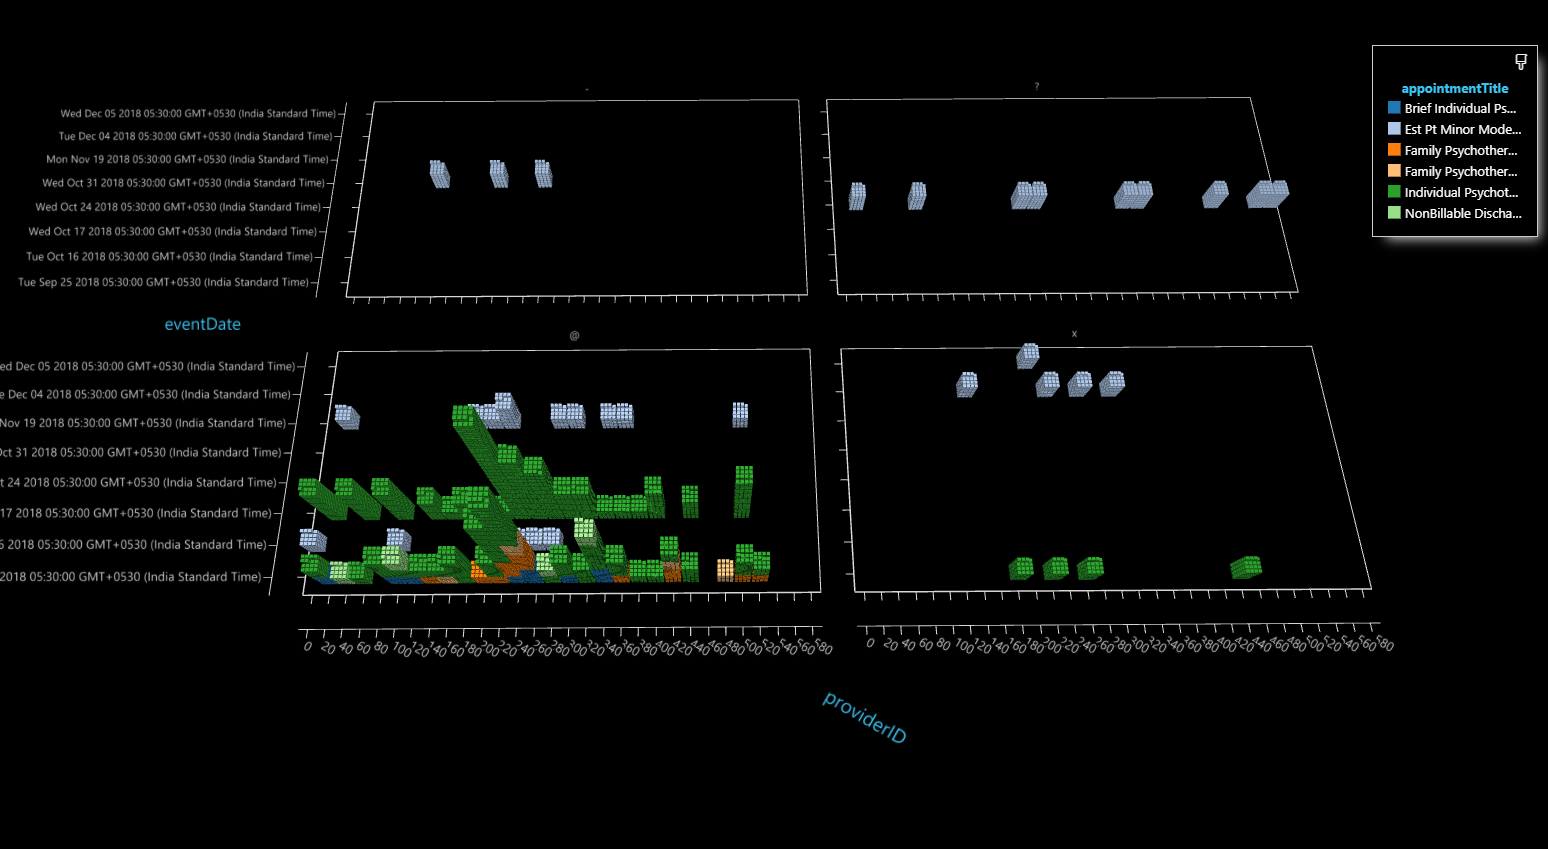 appointmentTitle
Brief Individual Ps...
Est Pt Minor Mode...
Family Psychother...
Family Psychother...
Individual Psychot...
NonBillable Discha...
-
?
Wed Dec 05 2018 05:30:00 GMT+0530 (India Standard Time)
Tue Dec 04 2018 05:30:00 GMT+0530 (India Standard Time)
Mon Nov 19 2018 05:30:00 GMT+0530 (India Standard Time)
Wed Oct 31 2018 05:30:00 GMT+0530 (India Standard Time)
Wed Oct 24 2018 05:30:00 GMT+0530 (India Standard Time)
Wed Oct 17 2018 05:30:00 GMT+0530 (India Standard Time)
Tue Oct 16 2018 05:30:00 GMT+0530 (India Standard Time)
Tue Sep 25 2018 05:30:00 GMT+0530 (India Standard Time)
eventDate
@
x
ed Dec 05 2018 05:30:00 GMT+0530 (India Standard Time)
e Dec 04 2018 05:30:00 GMT+0530 (India Standard Time)
Nov 19 2018 05:30:00 GMT+0530 (India Standard Time)
Oct 31 2018 05:30:00 GMT+0530 (India Standard Time)
t 24 2018 05:30:00 GMT+0530 (India Standard Time)
17 2018 05:30:00 GMT+0530 (India Standard Time)
6 2018 05:30:00 GMT+0530 (India Standard Time)
2018 05:30:00 GMT+0530 (India Standard Time)
0 20 40 60 80 100 120 140 160 180 200 220 240 260 280 300 320 340 360 380 400 420 440 460 480 500 520 540 560 580
0 20 40 60 80 100 120 140 160 180 200 220 240 260 280 300 320 340 360 380 400 420 440 460 480 500 520 540 560 580
providerID